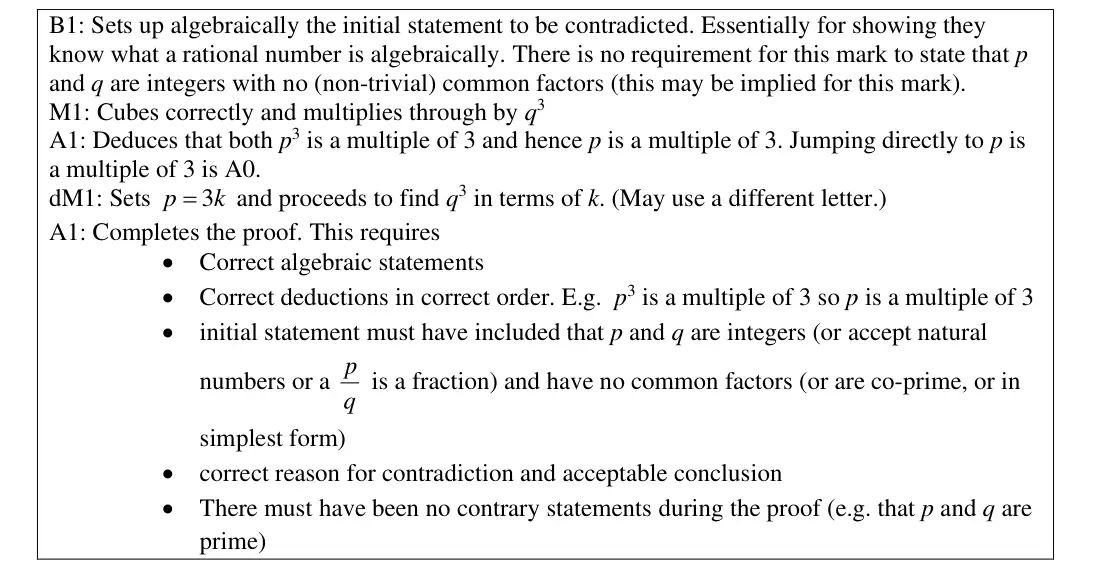 B1: Sets up algebraically the initial statement to be contradicted. Essentially for showing they
know what a rational number is algebraically. There is no requirement for this mark to state that p
and q are integers with no (non-trivial) common factors (this may be implied for this mark).
M1: Cubes correctly and multiplies through by q³
A1: Deduces that both p³ is a multiple of 3 and hence p is a multiple of 3. Jumping directly to p is
a multiple of 3 is A0.
dM1: Sets p = 3k and proceeds to find q³ in terms of k. (May use a different letter.)
A1: Completes the proof. This requires
• Correct algebraic statements
• Correct deductions in correct order. E.g. p³ is a multiple of 3 so p is a multiple of 3
• initial statement must have included that p and q are integers (or accept natural
numbers or a p/q is a fraction) and have no common factors (or are co-prime, or in
simplest form)
• correct reason for contradiction and acceptable conclusion
• There must have been no contrary statements during the proof (e.g. that p and q are
prime)